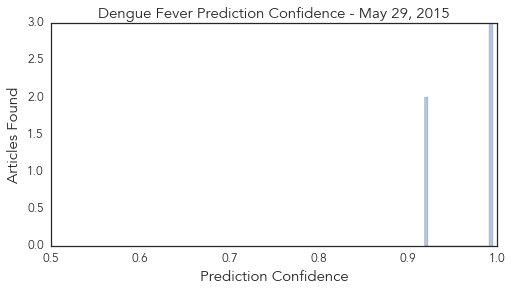 Dengue Fever Prediction Confidence - May 29, 2015
3.0
2.5
2.0
1.5
1.0
0.5
0.0
Articles Found
0.5 0.6 0.7 0.8 0.9 1.0
Prediction Confidence